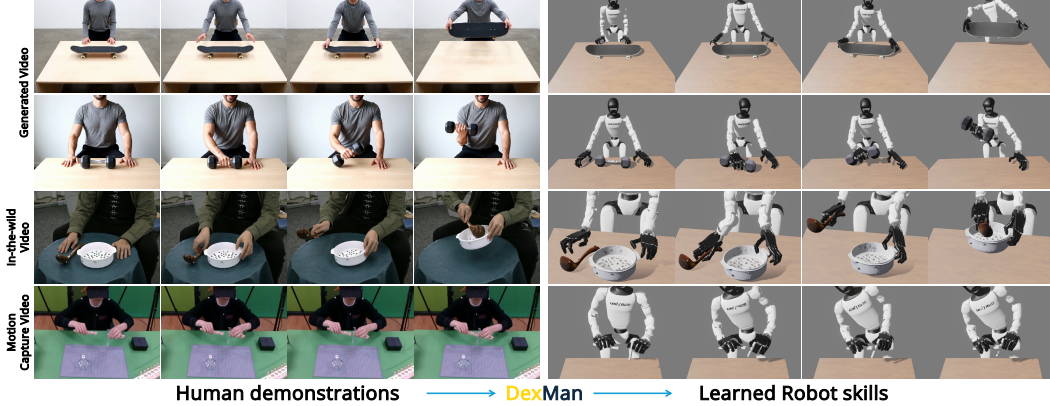 Generated Video
In-the-wild
Video
Motion
Capture Video
Human demonstrations
DexMan
Learned Robot skills